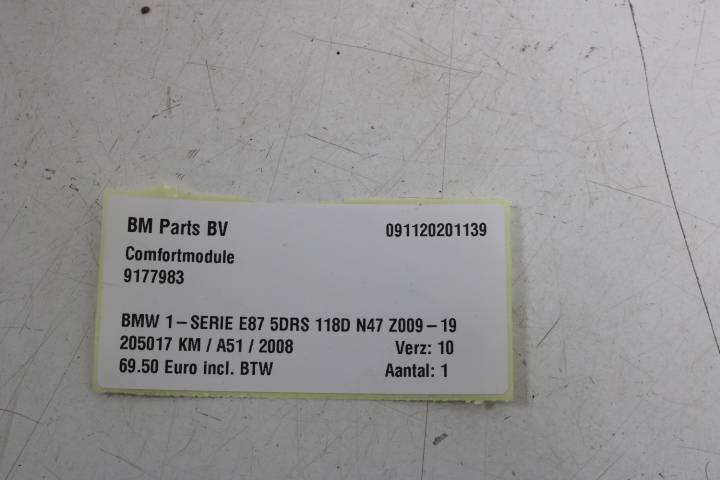 BM Parts BV 091120201139
Comfortmodule
9177983
BMW 1-SERIE E87 5DRS 118D N47 Z009-19
205017 KM / A51 / 2008 Verz: 10
69.50 Euro incl. BTW Aantal: 1